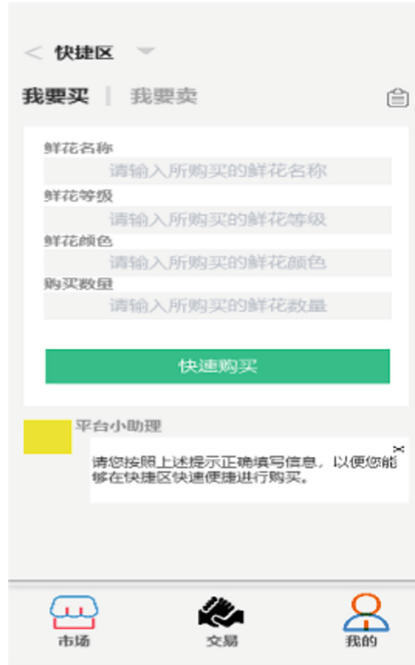 < 快捷区
我要买 我要卖
鲜花名称
请输入所购买的鲜花名称
鲜花等级
请输入所购买的鲜花等级
鲜花颜色
请输入所购买的鲜花颜色
购买数量
请输入所购买的鲜花数量
快速购买
平台小助理
请您按照上述提示正确填写信息，以便您能
够在快捷区快速便捷进行购买。
市场 交易 我的